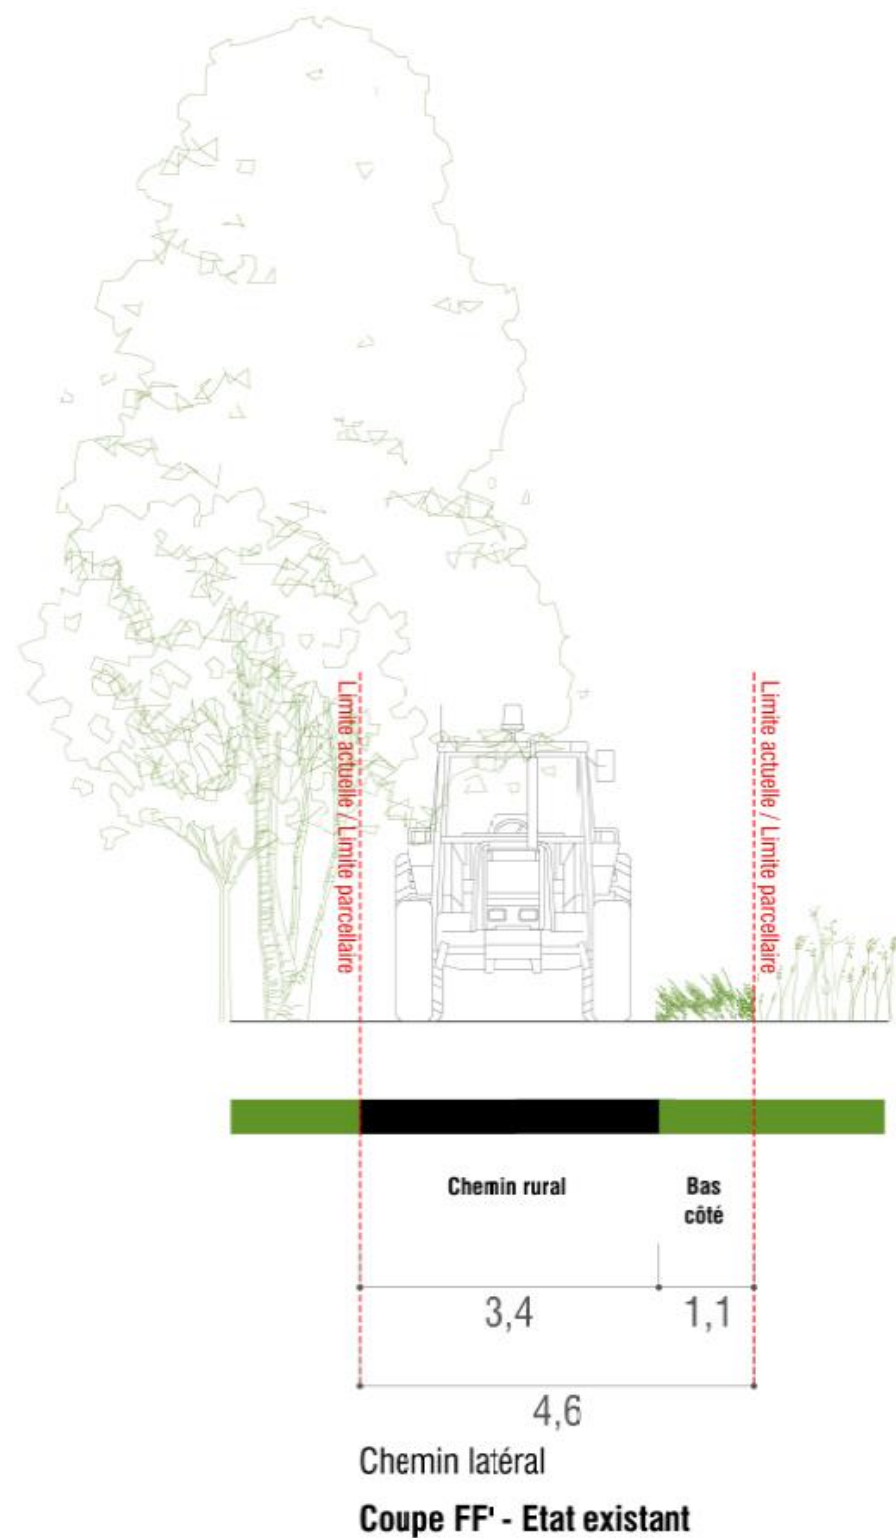 Limite actuelle / Limite parcellaire
Limite actuelle / Limite parcellaire
Chemin rural
Bas
côté
3,4
1,1
4,6
Chemin latéral
Coupe FF' - Etat existant